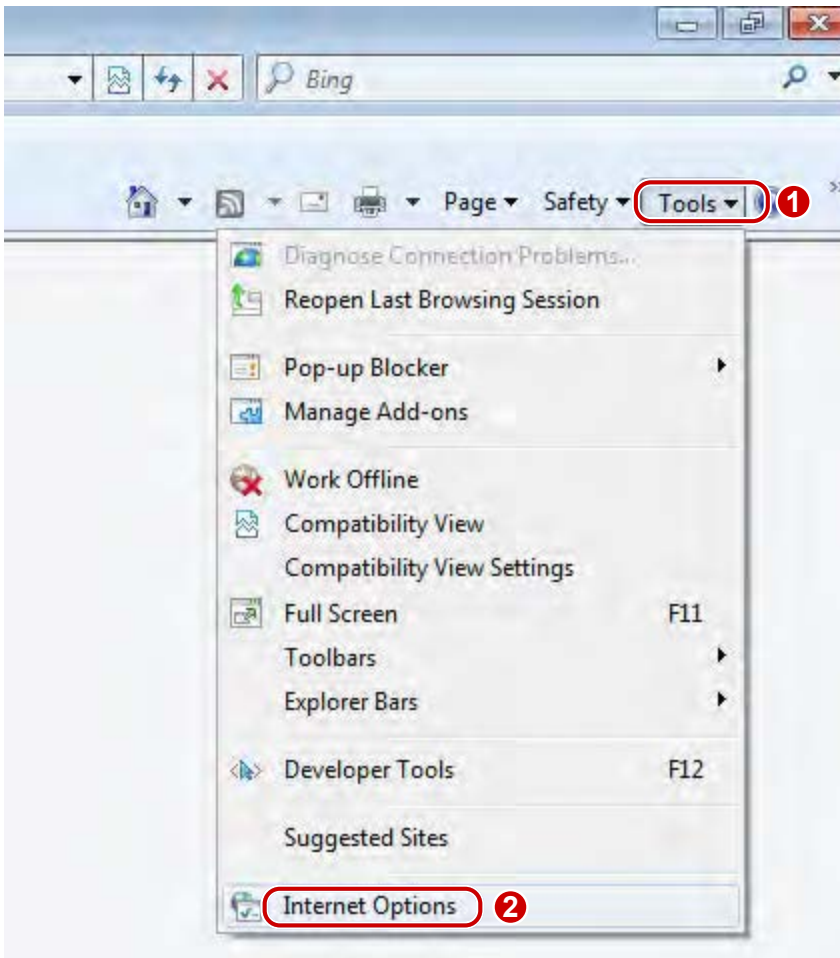 Bing
Page Safety Tools 1
Diagnose Connection Problems...
Reopen Last Browsing Session
Pop-up Blocker
Manage Add-ons
Work Offline
Compatibility View
Compatibility View Settings
Full Screen F11
Toolbars
Explorer Bars
Developer Tools F12
Suggested Sites
Internet Options 2